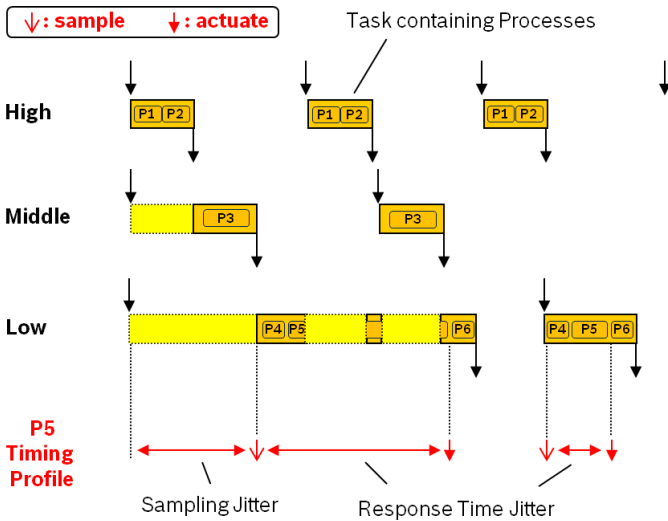 : sample : actuate
Task containing Processes
High
P1 P2 P1 P2 P1 P2
Middle
P3 P3
Low
P4 P5 P6 P4 P5 P6
P5
Timing
Profile
Sampling Jitter
Response Time Jitter